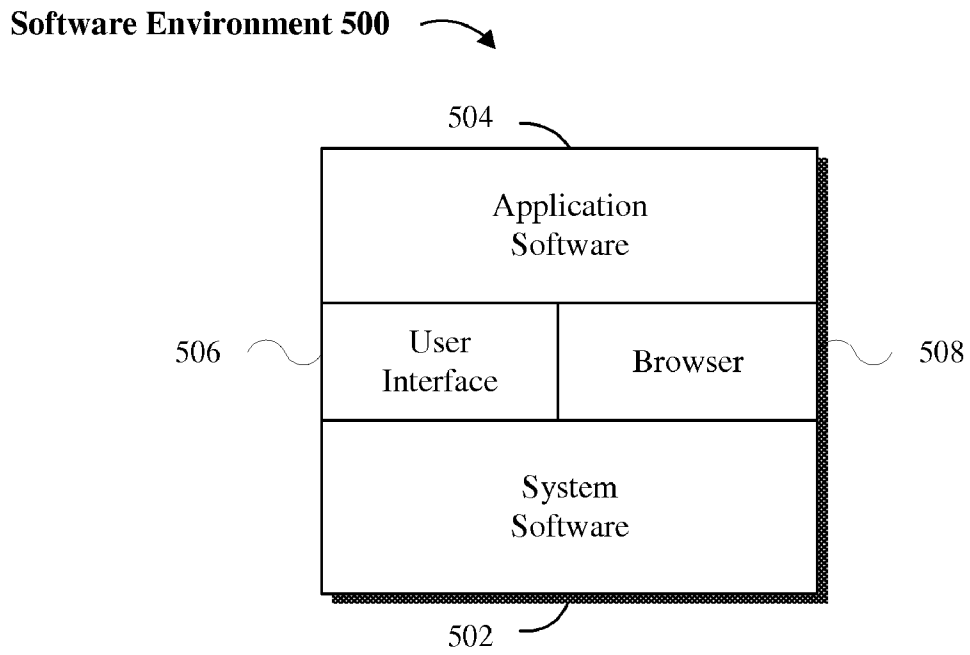 Software Environment 500
504
Application
Software
506
User
Interface
Browser
508
System
Software
502